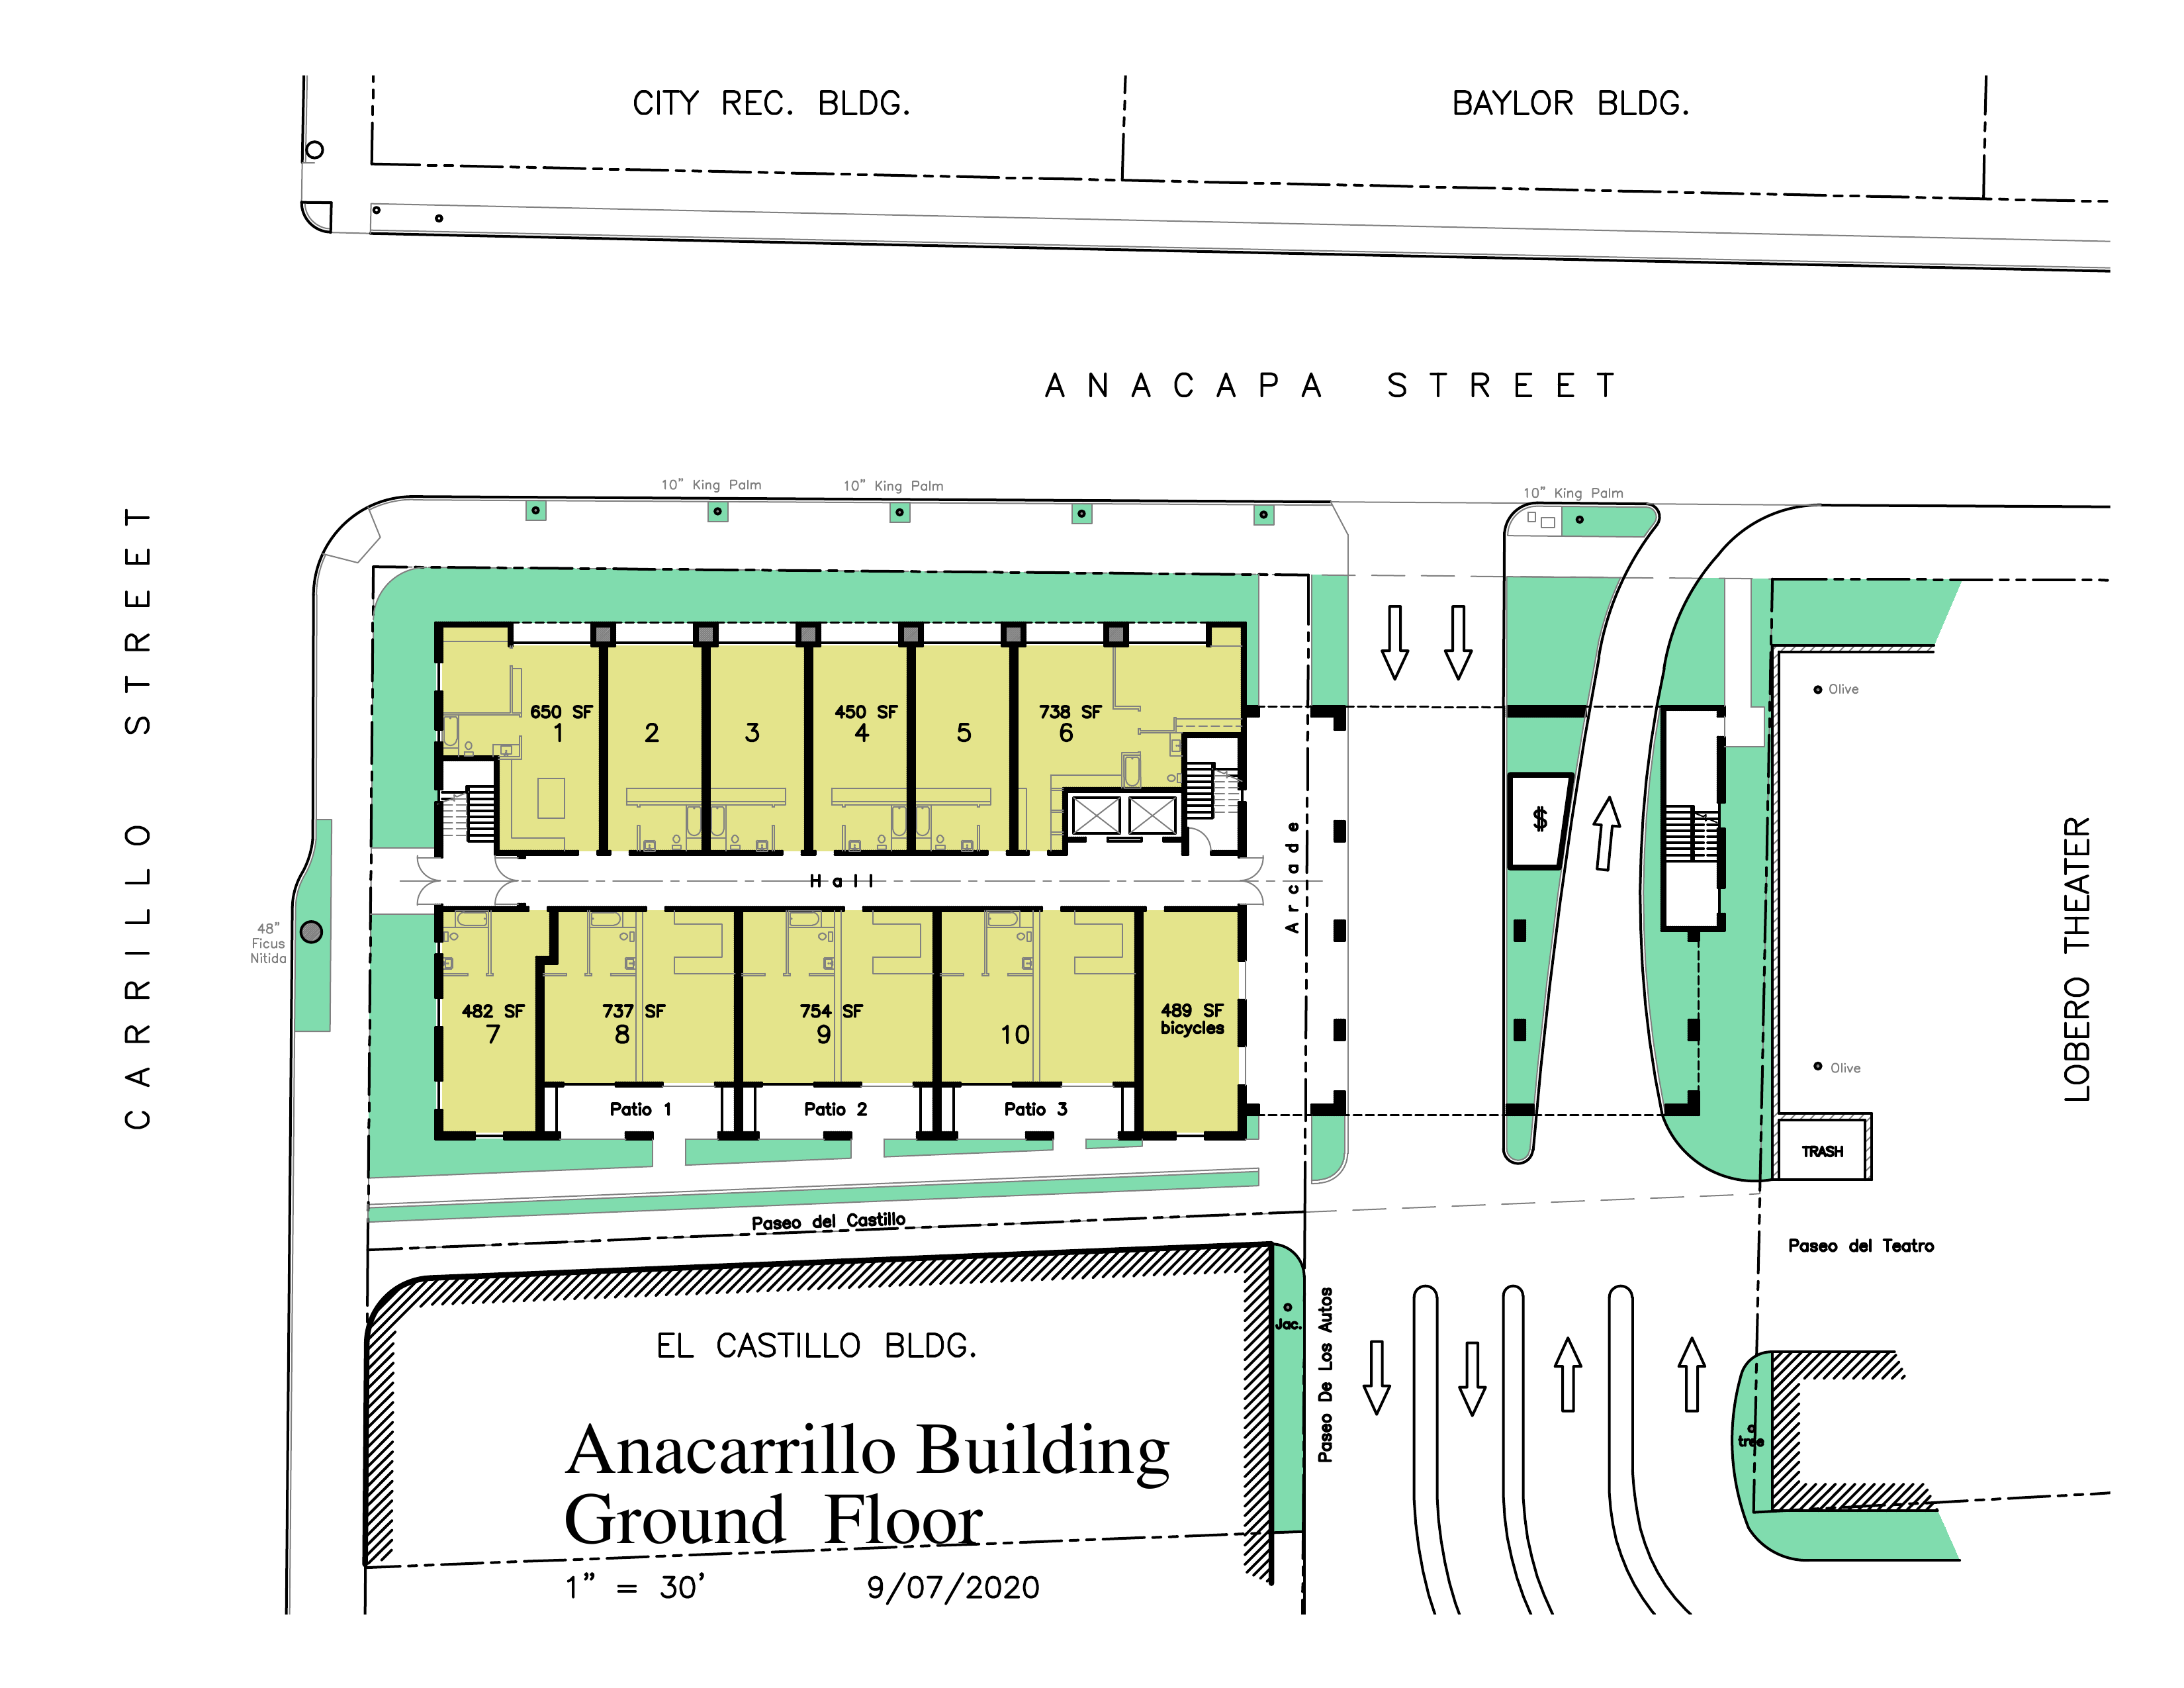 CITY REC. BLDG.
BAYLOR BLDG.
ANACAPA STREET
CARRILLO STREET
10" King Palm
10" King Palm
10" King Palm
650 SF
1
2
3
450 SF
4
5
738 SF
6
Hall
Arcade
$
Olive
Olive
LOBERO THEATER
48"
Ficus
Nitida
482 SF
7
737 SF
8
754 SF
9
10
489 SF
bicycles
Patio 1
Patio 2
Patio 3
TRASH
Paseo del Castillo
Paseo del Teatro
EL CASTILLO BLDG.
Jac.
Paseo De Los Autos
tree
Anacarrillo Building
Ground Floor
1" = 30'
9/07/2020